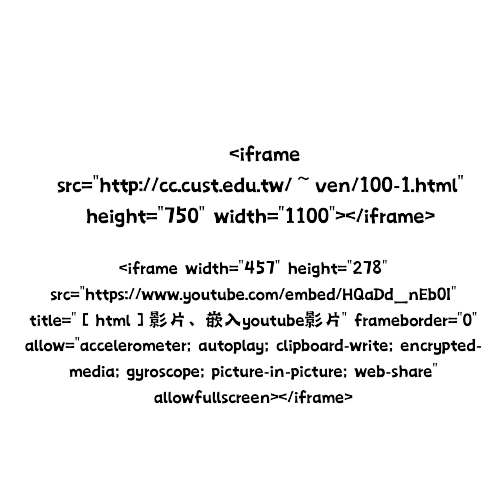 <iframe
src="http://cc.cust.edu.tw/～ven/100-1.html"
height="750" width="1100"></iframe>
<iframe width="457" height="278"
src="https://www.youtube.com/embed/HQaDd__nEb0I"
title="［html］影片、嵌入youtube影片" frameborder="0"
allow="accelerometer; autoplay; clipboard-write; encrypted-
media; gyroscope; picture-in-picture; web-share"
allowfullscreen></iframe>